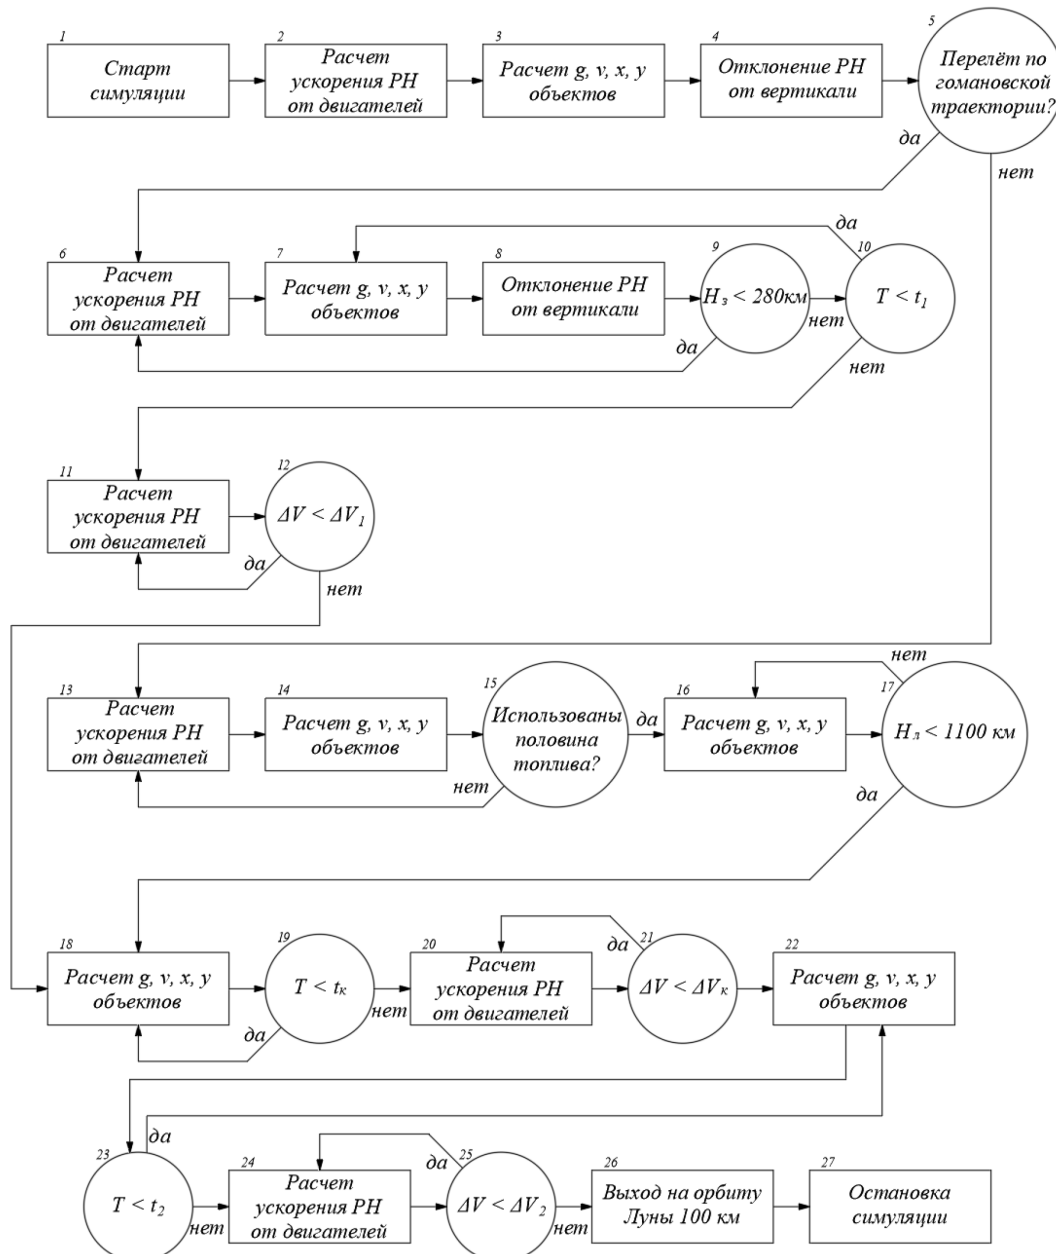 1
Старт
симуляции
2
Расчет
ускорения РН
от двигателей
3
Расчет g, v, x, y
объектов
4
Отклонение РН
от вертикали
5
Перелёт по
гомановской
траектории?
да
нет
6
Расчет
ускорения РН
от двигателей
7
Расчет g, v, x, y
объектов
8
Отклонение РН
от вертикали
9
Hз < 280км
да
нет
10
T < t1
да
нет
11
Расчет
ускорения РН
от двигателей
12
ΔV < ΔV1
да
нет
13
Расчет
ускорения РН
от двигателей
14
Расчет g, v, x, y
объектов
15
Использованы
половина
топлива?
да
нет
16
Расчет g, v, x, y
объектов
17
Hл < 1100 км
нет
да
18
Расчет g, v, x, y
объектов
19
T < tк
да
нет
20
Расчет
ускорения РН
от двигателей
21
ΔV < ΔVк
да
22
Расчет g, v, x, y
объектов
23
T < t2
да
нет
24
Расчет
ускорения РН
от двигателей
25
ΔV < ΔV2
да
нет
26
Выход на орбиту
Луны 100 км
27
Остановка
симуляции